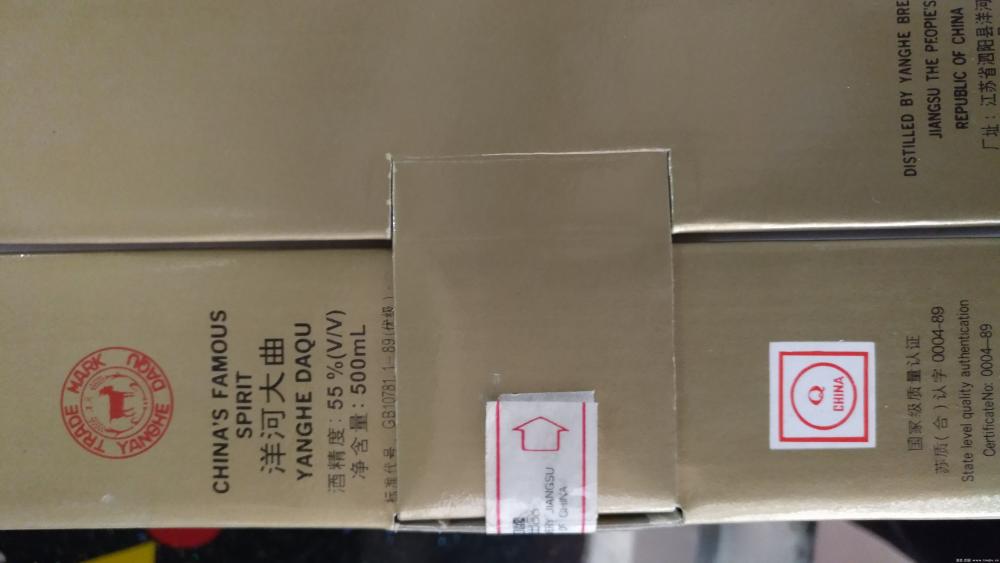 TRADE MARK
YANGHE DAQU
CHINA'S FAMOUS
SPIRIT
洋河大曲
YANGHE DAQU
酒精度：55 %(V/V)
净含量：500mL
标准代号：GB10781.1-89(优级)
JIANGSU
OF CHINA
Q
CHINA
国家级质量认证
苏质(合)认字 0004-89
State level quality authentication
CertificateNo: 0004-89
DISTILLED BY YANGHE
JIANGSU THE PEOPLE'S
REPUBLIC OF CHINA
厂址：江苏省泗阳县洋河